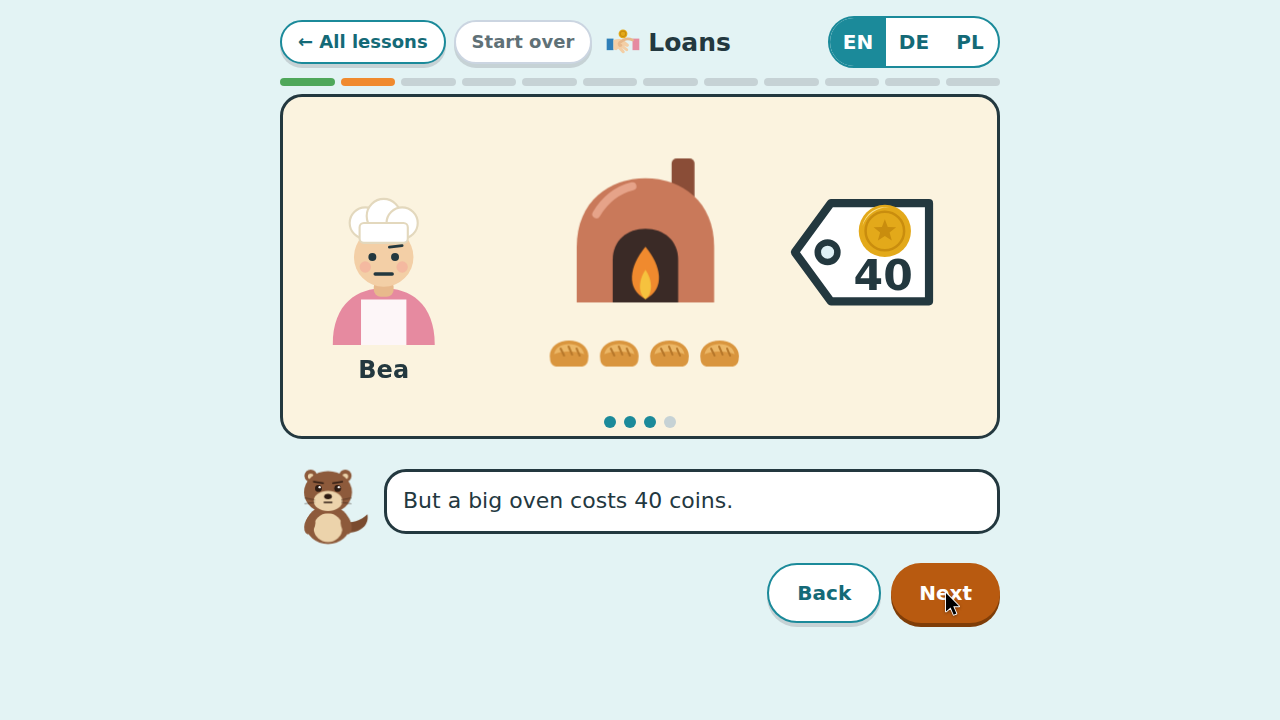 ← All lessons
Start over
Loans
EN DE PL
40
Bea
But a big oven costs 40 coins.
Back
Next